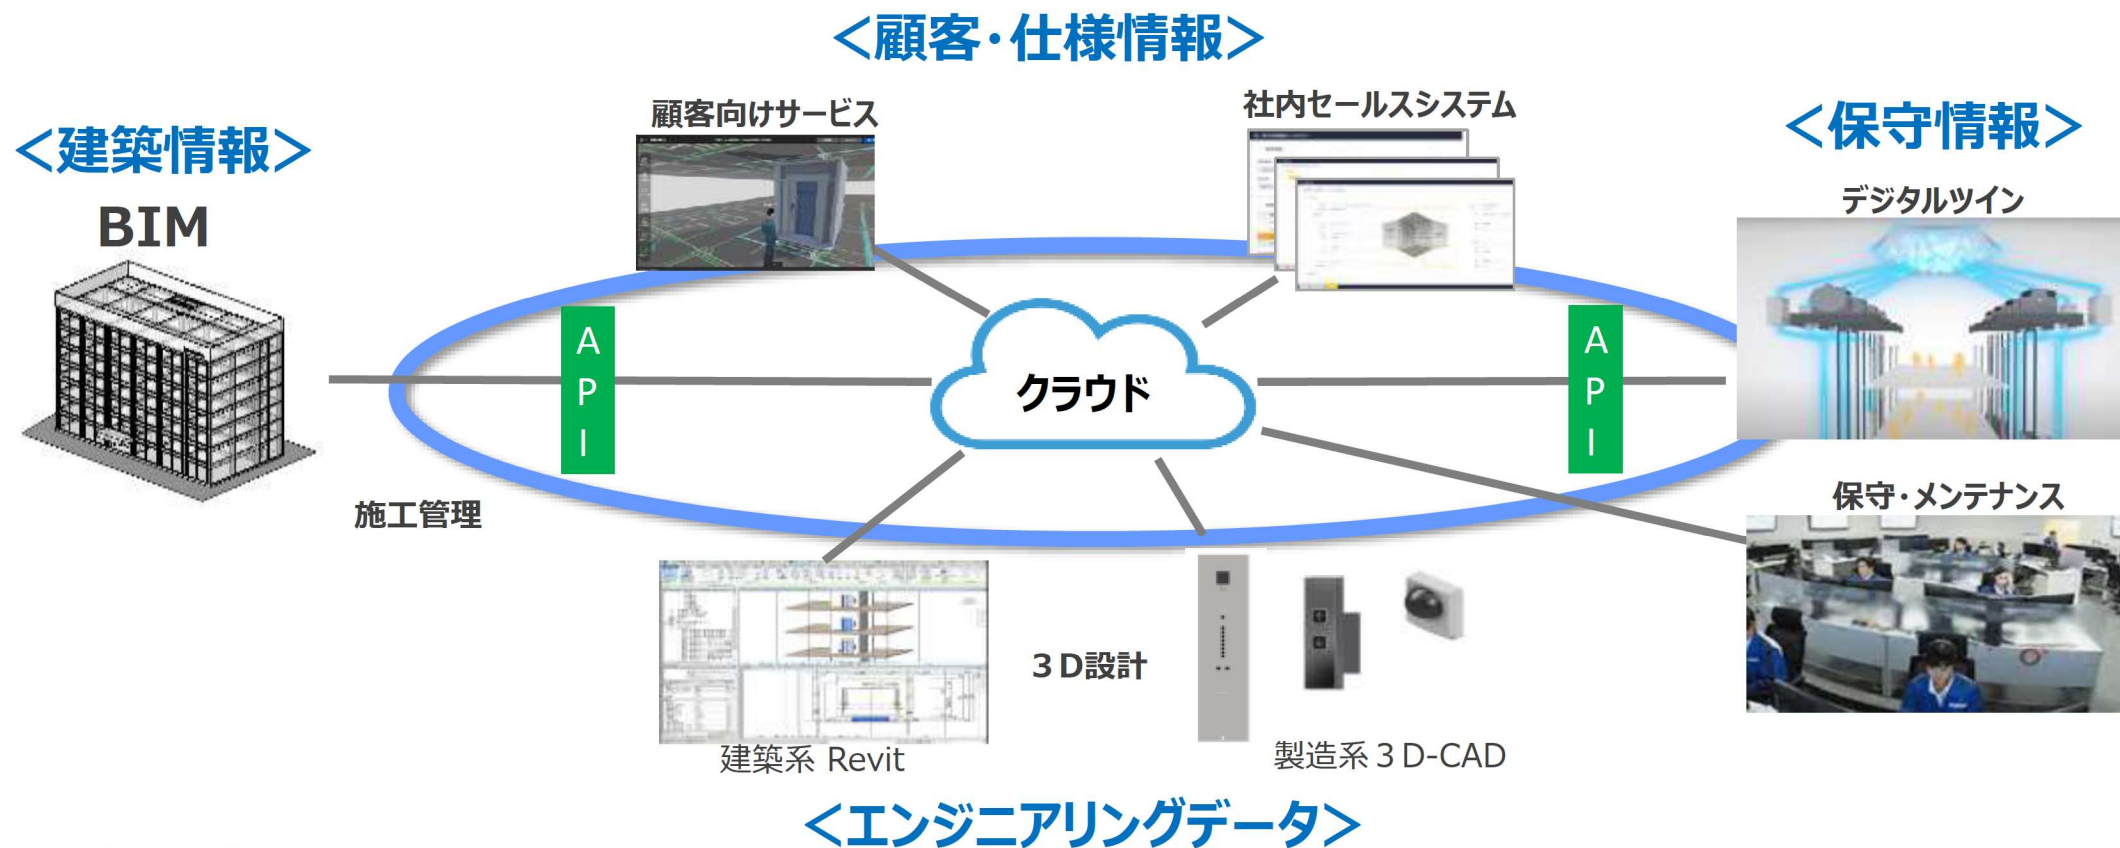 ＜顧客・仕様情報＞
＜建築情報＞
BIM
顧客向けサービス
社内セールスシステム
＜保守情報＞
デジタルツイン
API
クラウド
API
施工管理
保守・メンテナンス
３D設計
建築系 Revit
製造系３D-CAD
＜エンジニアリングデータ＞